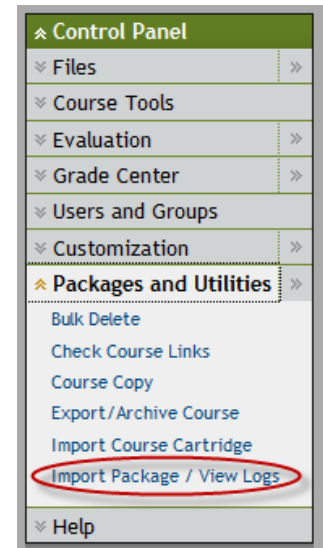 Control Panel
Files
Course Tools
Evaluation
Grade Center
Users and Groups
Customization
Packages and Utilities
Bulk Delete
Check Course Links
Course Copy
Export/Archive Course
Import Course Cartridge
Import Package / View Logs
Help